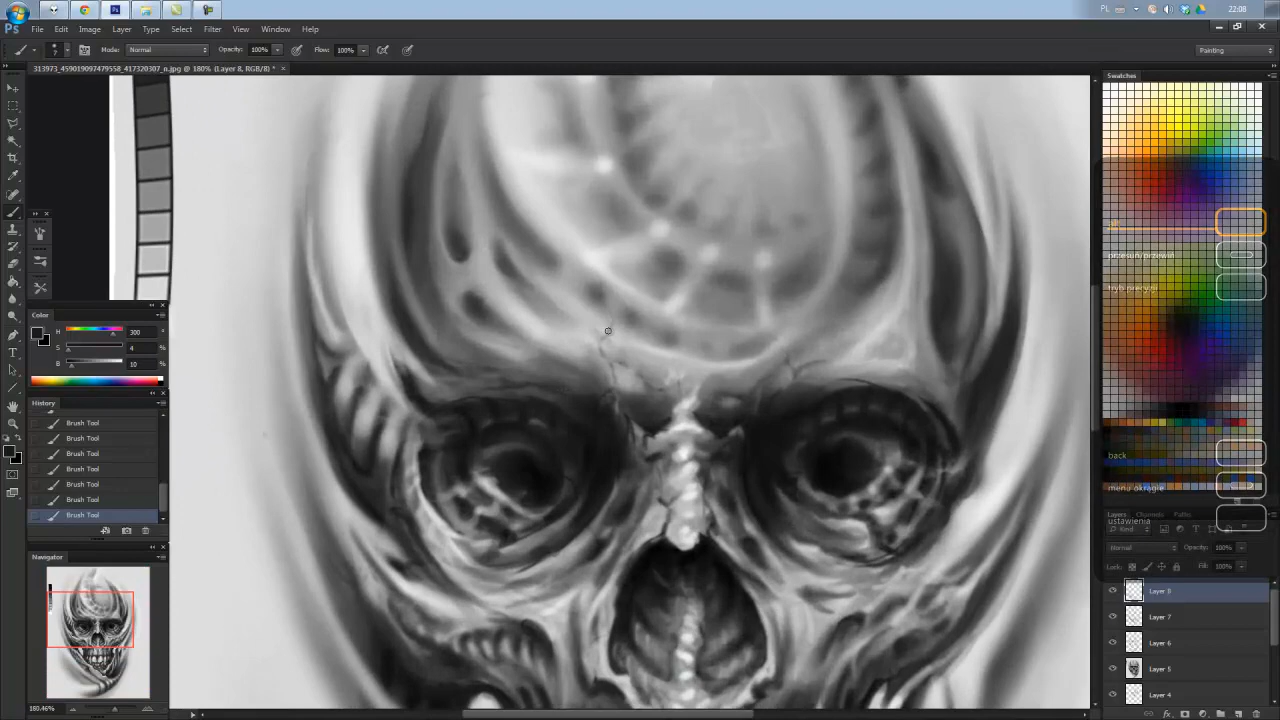 PL
22:08
Ps File Edit Image Layer Type Select Filter View Window Help
Mode: Normal Opacity: 100% Flow: 100% Painting
313973_459019097479558_417320307_n.jpg @ 180% (Layer 8, RGB/8) *
Swatches
przesuń/przewiń
tryb precyzji
back
menu okrągłe
ustawienia
Color
H 300 °
S 4 %
B 10 %
History
Brush Tool
Brush Tool
Brush Tool
Brush Tool
Brush Tool
Brush Tool
Brush Tool
Navigator
180.46%
Layers Channels Paths
Kind
Normal Opacity: 100%
Lock: Fill: 100%
Layer 8
Layer 7
Layer 6
Layer 5
Layer 4